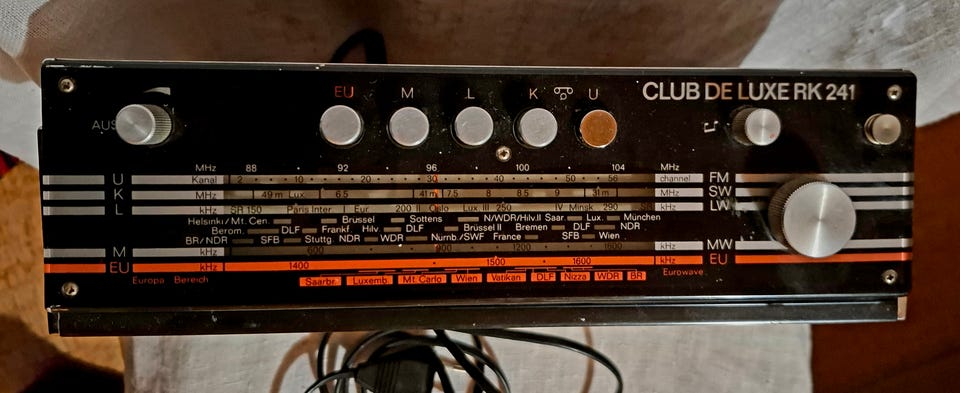 CLUB DE LUXE RK 241
AUS EU M L K U
MHz 88 92 96 100 104 MHz
U Kanal 2 10 20 30 40 50 56 channel FM
K MHz 49 m Lux 6.5 41 m 7.5 8 8.5 9 31 m MHz SW
L kHz SR 150 Paris Inter Eur 200 Oslo Lux 250 IV Minsk 290 SR kHz LW
Helsinki/Mt. Cen. Brüssel Sottens N/WDR/Hilv.II Saar. Lux. München
Berom. DLF Frankf. Hilv. DLF Brüssel II Bremen DLF NDR
BR/NDR SFB Stuttg. NDR WDR Nürnb/SWF France SFB Wien
M kHz 600 900 1200 1600 kHz MW
EU kHz 1400 1500 1600 kHz EU
Europa Bereich Saarbr. Luxemb. Mt Carlo Wien Vatikan DLF Nizza WDR BR Eurowave